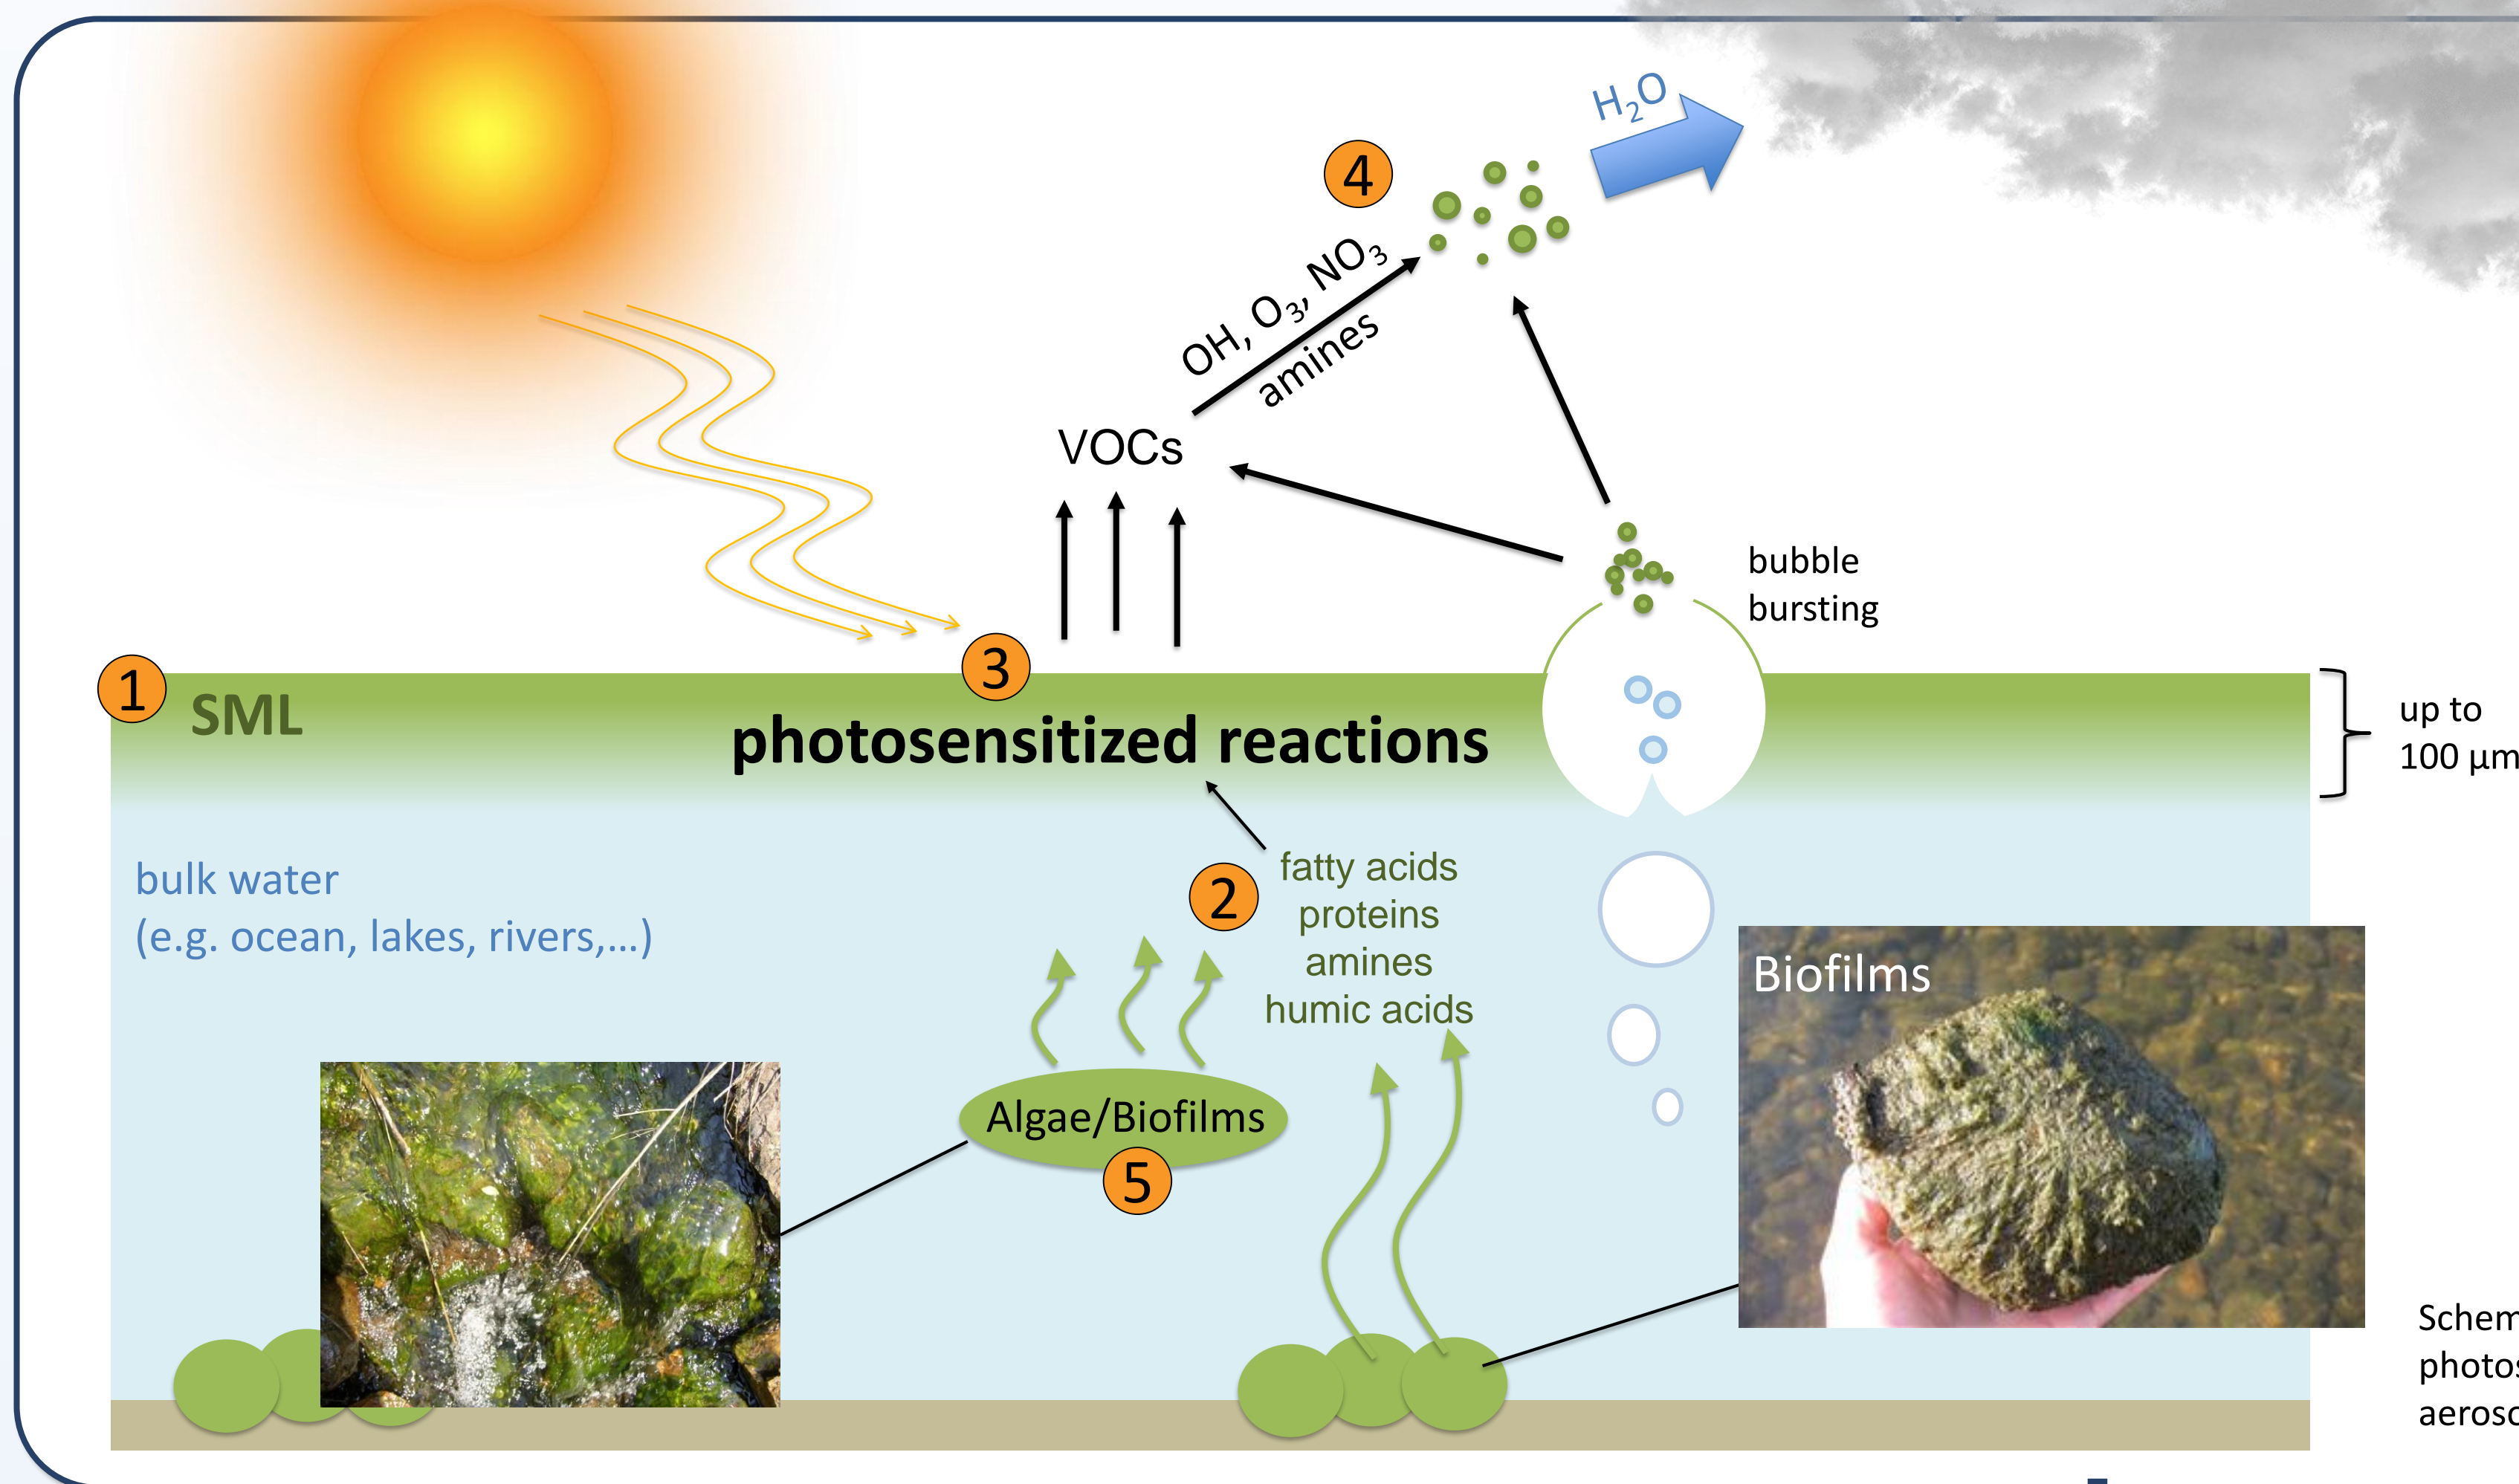 H₂O
4
OH, O₃, NO₃
amines
VOCs
bubble
bursting
3
1
SML
photosensitized reactions
up to
100 µm
bulk water
(e.g. ocean, lakes, rivers,...)
2
fatty acids
proteins
amines
humic acids
Biofilms
Algae/Biofilms
5